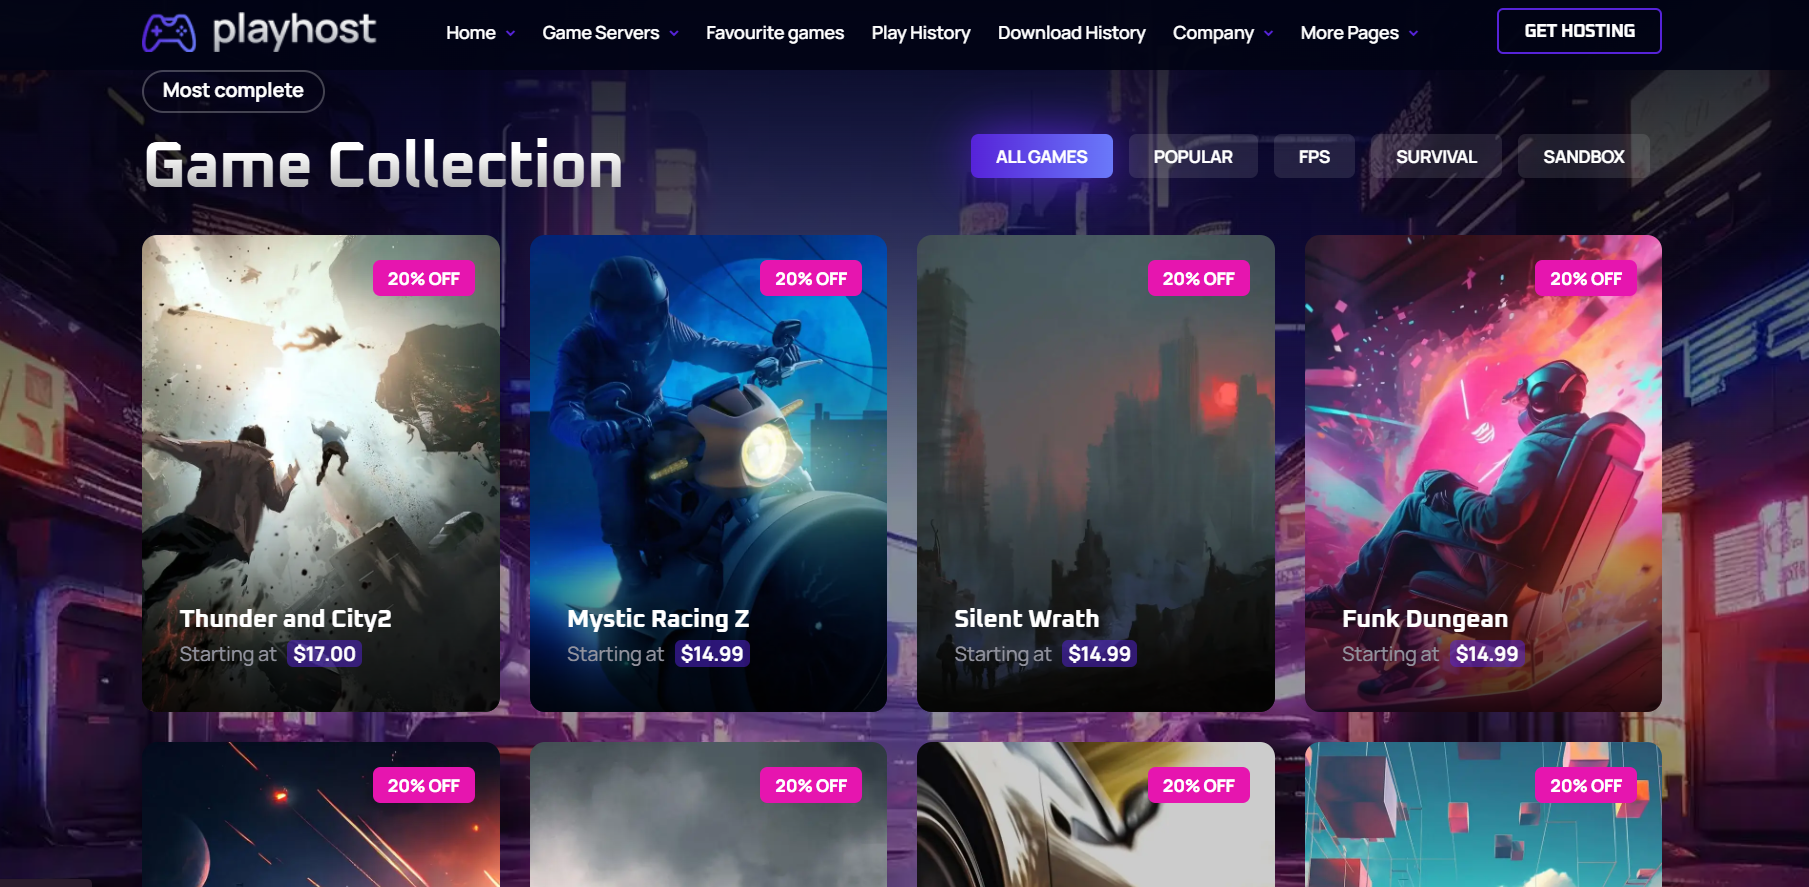 playhost
Home
Game Servers
Favourite games
Play History
Download History
Company
More Pages
GET HOSTING
Most complete
Game Collection
ALL GAMES
POPULAR
FPS
SURVIVAL
SANDBOX
20% OFF
Thunder and City2
Starting at $17.00
20% OFF
Mystic Racing Z
Starting at $14.99
20% OFF
Silent Wrath
Starting at $14.99
20% OFF
Funk Dungean
Starting at $14.99
20% OFF
20% OFF
20% OFF
20% OFF